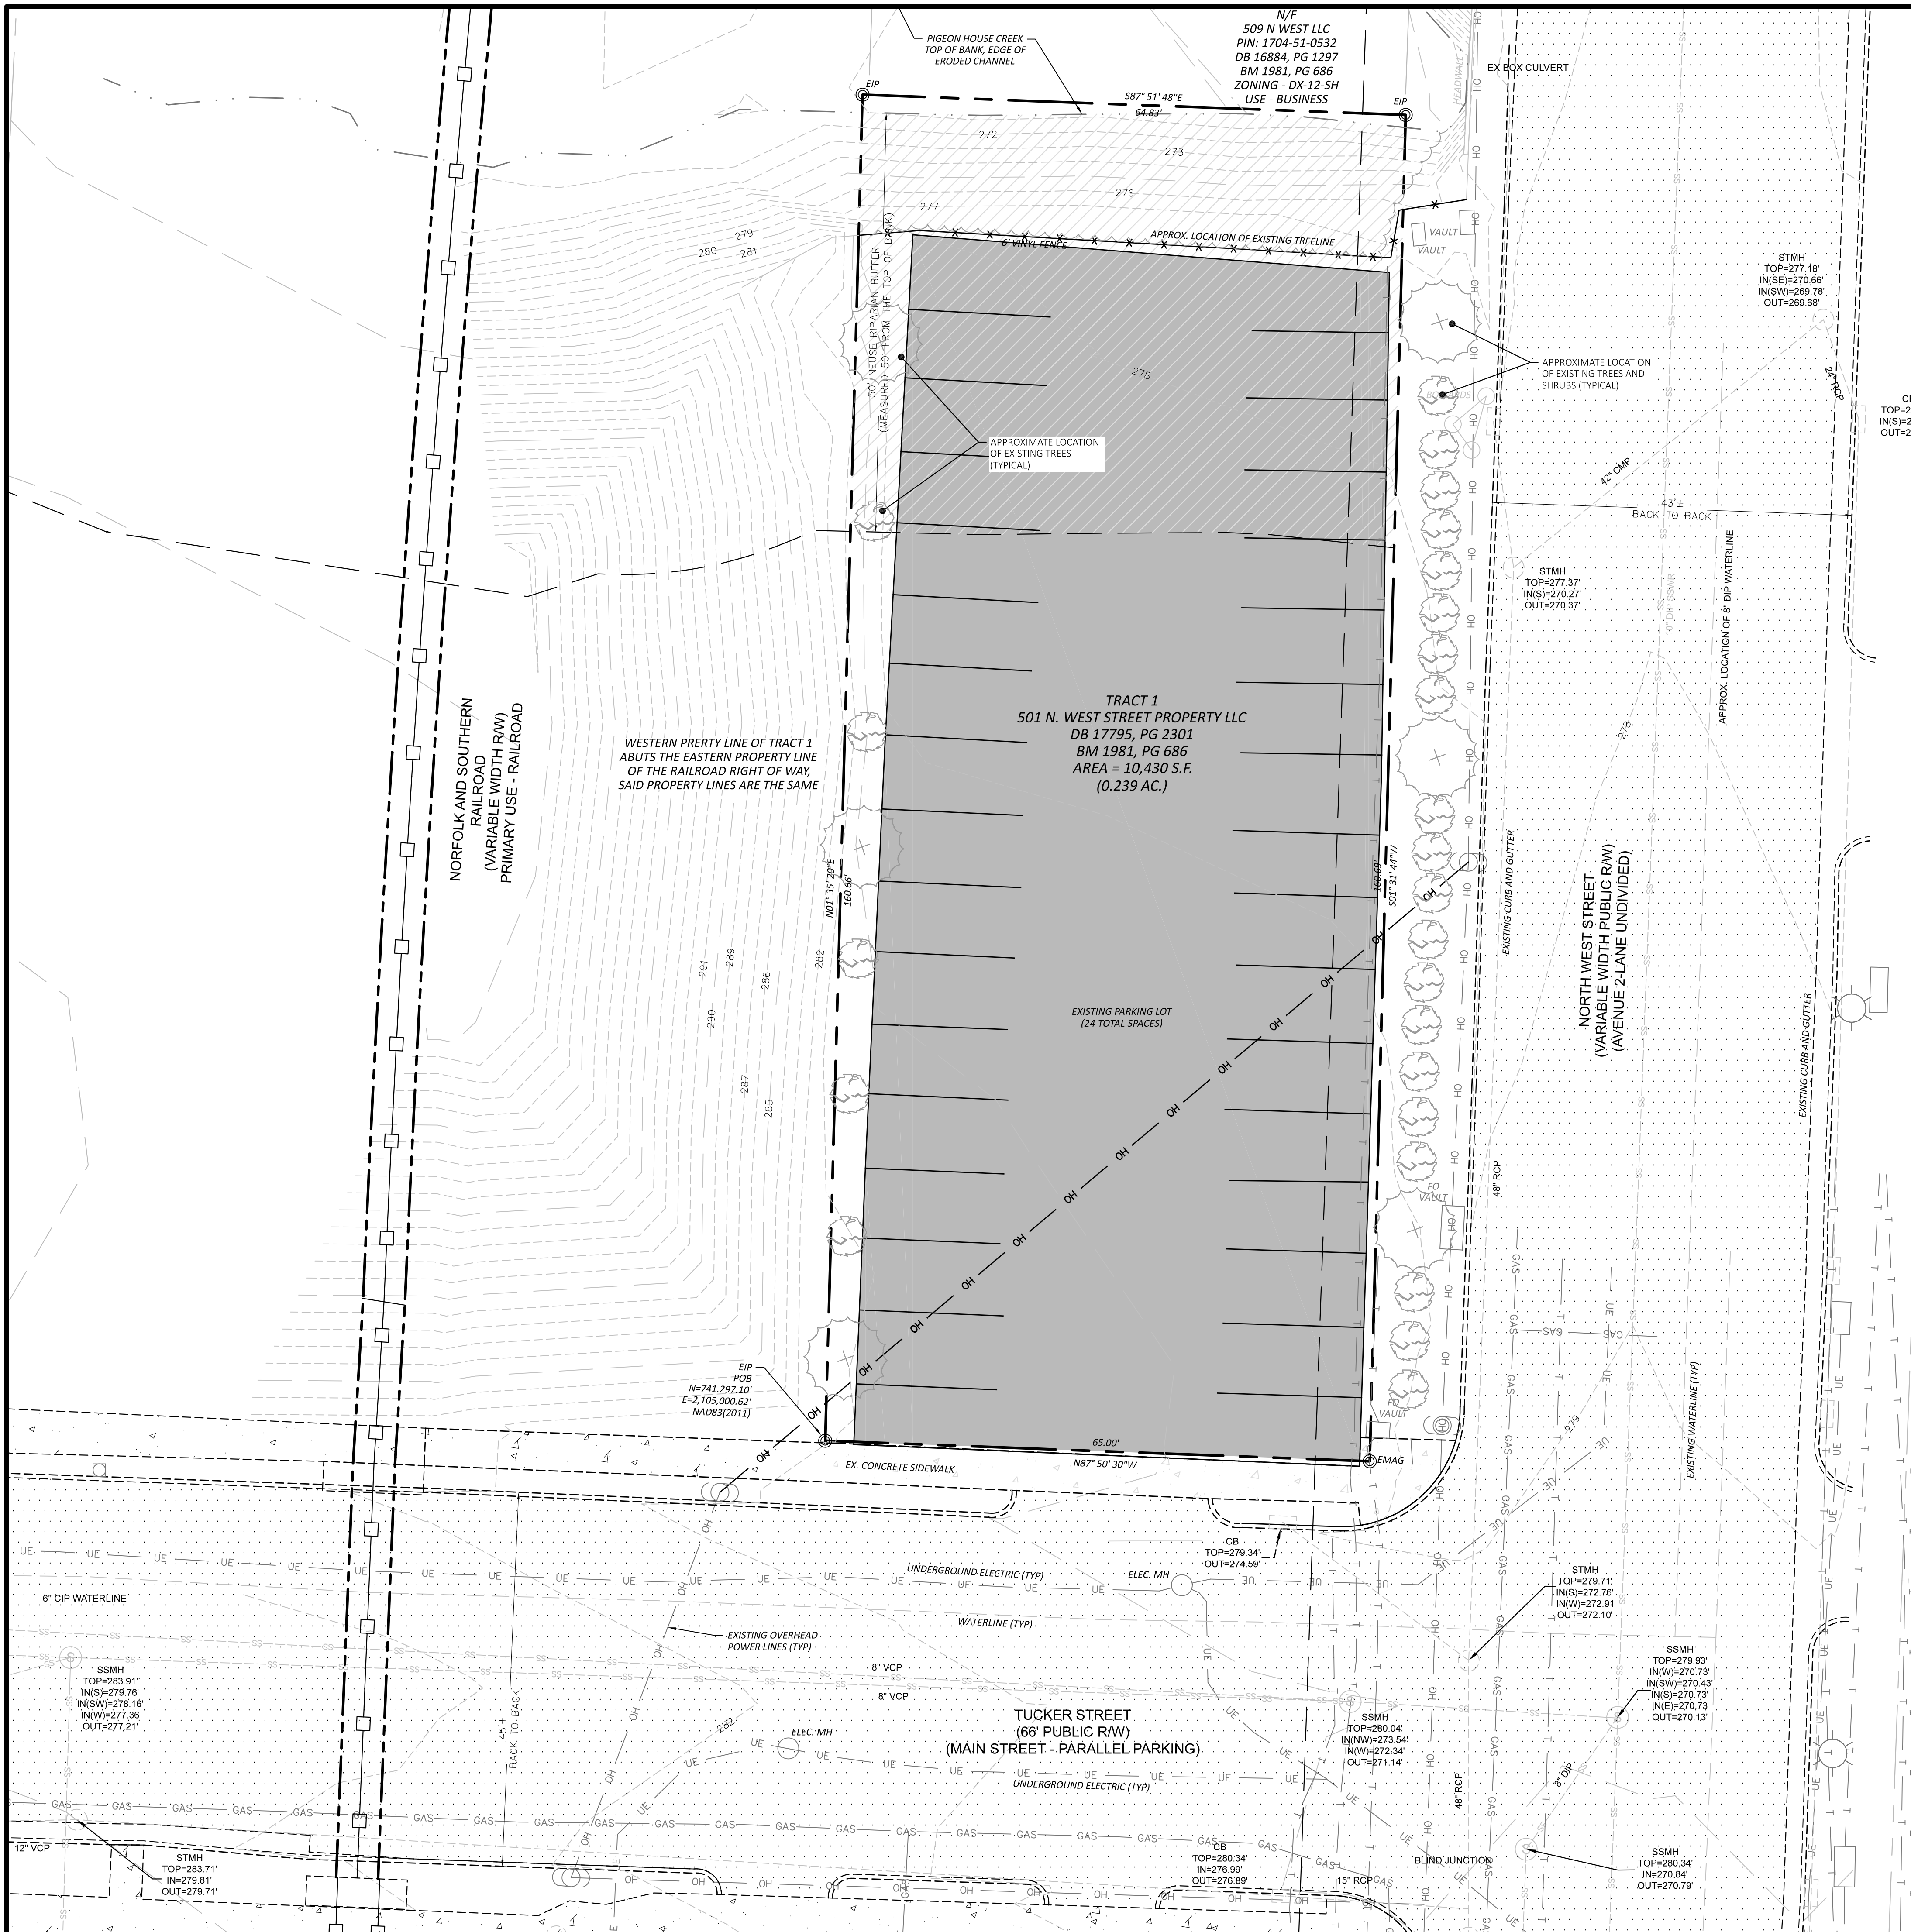 N/F
509 N WEST LLC
PIN: 1704-51-0532
DB 16884, PG 1297
BM 1981, PG 686
ZONING - DX-12-SH
USE - BUSINESS
PIGEON HOUSE CREEK
TOP OF BANK, EDGE OF
ERODED CHANNEL
EX BOX CULVERT
HEADWALL
EIP
S87° 51' 48"E
64.83'
EIP
272
273
276
277
279
280
281
6' VINYL FENCE
APPROX. LOCATION OF EXISTING TREELINE
VAULT
VAULT
50' NEUSE RIPARIAN BUFFER
(MEASURED 50' FROM THE TOP OF BANK)
STMH
TOP=277.18'
IN(SE)=270.66'
IN(SW)=269.78'
OUT=269.68'
APPROXIMATE LOCATION
OF EXISTING TREES AND
SHRUBS (TYPICAL)
BOLLARDS
24" RCP
278
APPROXIMATE LOCATION
OF EXISTING TREES
(TYPICAL)
42" CMP
43'±
BACK TO BACK
STMH
TOP=277.37'
IN(S)=270.27'
OUT=270.37'
10" DIP SSWR
APPROX. LOCATION OF 8" DIP WATERLINE
NORFOLK AND SOUTHERN
RAILROAD
(VARIABLE WIDTH R/W)
PRIMARY USE - RAILROAD
WESTERN PRERTY LINE OF TRACT 1
ABUTS THE EASTERN PROPERTY LINE
OF THE RAILROAD RIGHT OF WAY,
SAID PROPERTY LINES ARE THE SAME
TRACT 1
501 N. WEST STREET PROPERTY LLC
DB 17795, PG 2301
BM 1981, PG 686
AREA = 10,430 S.F.
(0.239 AC.)
278
N01° 35' 20"E
160.66'
160.69'
S01° 31' 44"W
EXISTING CURB AND GUTTER
NORTH WEST STREET
(VARIABLE WIDTH PUBLIC R/W)
(AVENUE 2-LANE UNDIVIDED)
EXISTING CURB AND GUTTER
291
289
286
282
290
287
285
EXISTING PARKING LOT
(24 TOTAL SPACES)
48" RCP
FO
VAULT
EIP
POB
N=741.297.10'
E=2,105,000.62'
NAD83(2011)
FO
VAULT
279
EXISTING WATERLINE (TYP)
65.00'
N87° 50' 30"W
EMAG
EX. CONCRETE SIDEWALK
CB
TOP=279.34'
OUT=274.59'
UNDERGROUND ELECTRIC (TYP)
ELEC. MH
STMH
TOP=279.71'
IN(S)=272.76'
IN(W)=272.91
OUT=272.10'
6" CIP WATERLINE
WATERLINE (TYP)
EXISTING OVERHEAD
POWER LINES (TYP)
SSMH
TOP=283.91'
IN(S)=279.76'
IN(SW)=278.16'
IN(W)=277.36
OUT=277.21'
8" VCP
8" VCP
SSMH
TOP=279.93'
IN(W)=270.73'
IN(SW)=270.43'
IN(S)=270.73'
IN(E)=270.73
OUT=270.13'
45'±
BACK TO BACK
282
ELEC. MH
TUCKER STREET
(66' PUBLIC R/W)
(MAIN STREET - PARALLEL PARKING)
SSMH
TOP=280.04'
IN(NW)=273.54'
IN(W)=272.34'
OUT=271.14'
UNDERGROUND ELECTRIC (TYP)
48" RCP
8" DIP
12" VCP
STMH
TOP=283.71'
IN=279.81'
OUT=279.71'
CB
TOP=280.34'
IN=276.99'
OUT=276.89'
15" RCP
BLIND JUNCTION
SSMH
TOP=280.34'
IN=270.84'
OUT=270.79'